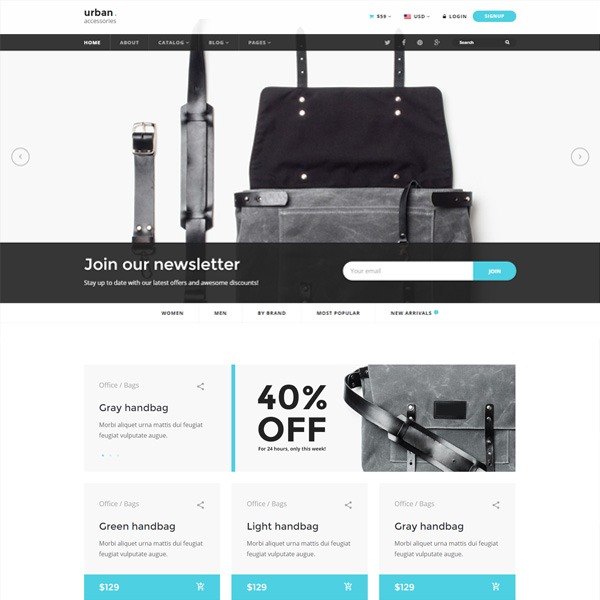 urban.
accessories
$59 USD LOGIN SIGNUP
HOME ABOUT CATALOG BLOG PAGES Search
Join our newsletter
Stay up to date with our latest offers and awesome discounts!
Your email JOIN
WOMEN MEN BY BRAND MOST POPULAR NEW ARRIVALS
Office / Bags
Gray handbag
Morbi aliquet urna mattis dui feugiat
feugiat vulputate augue.
40%
OFF
For 24 hours, only this week!
Office / Bags
Green handbag
Morbi aliquet urna mattis dui feugiat
feugiat vulputate augue.
$129
Office / Bags
Light handbag
Morbi aliquet urna mattis dui feugiat
feugiat vulputate augue.
$129
Office / Bags
Gray handbag
Morbi aliquet urna mattis dui feugiat
feugiat vulputate augue.
$129